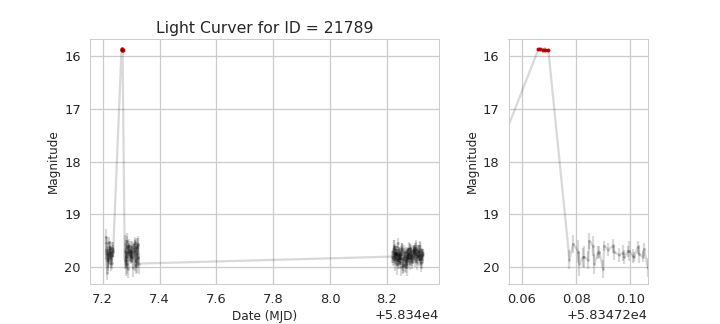 Light Curver for ID = 21789
Magnitude
16
17
18
19
20
7.2 7.4 7.6 7.8 8.0 8.2
Date (MJD) +5.834e4
Magnitude
16
17
18
19
20
0.06 0.08 0.10
+5.83472e4